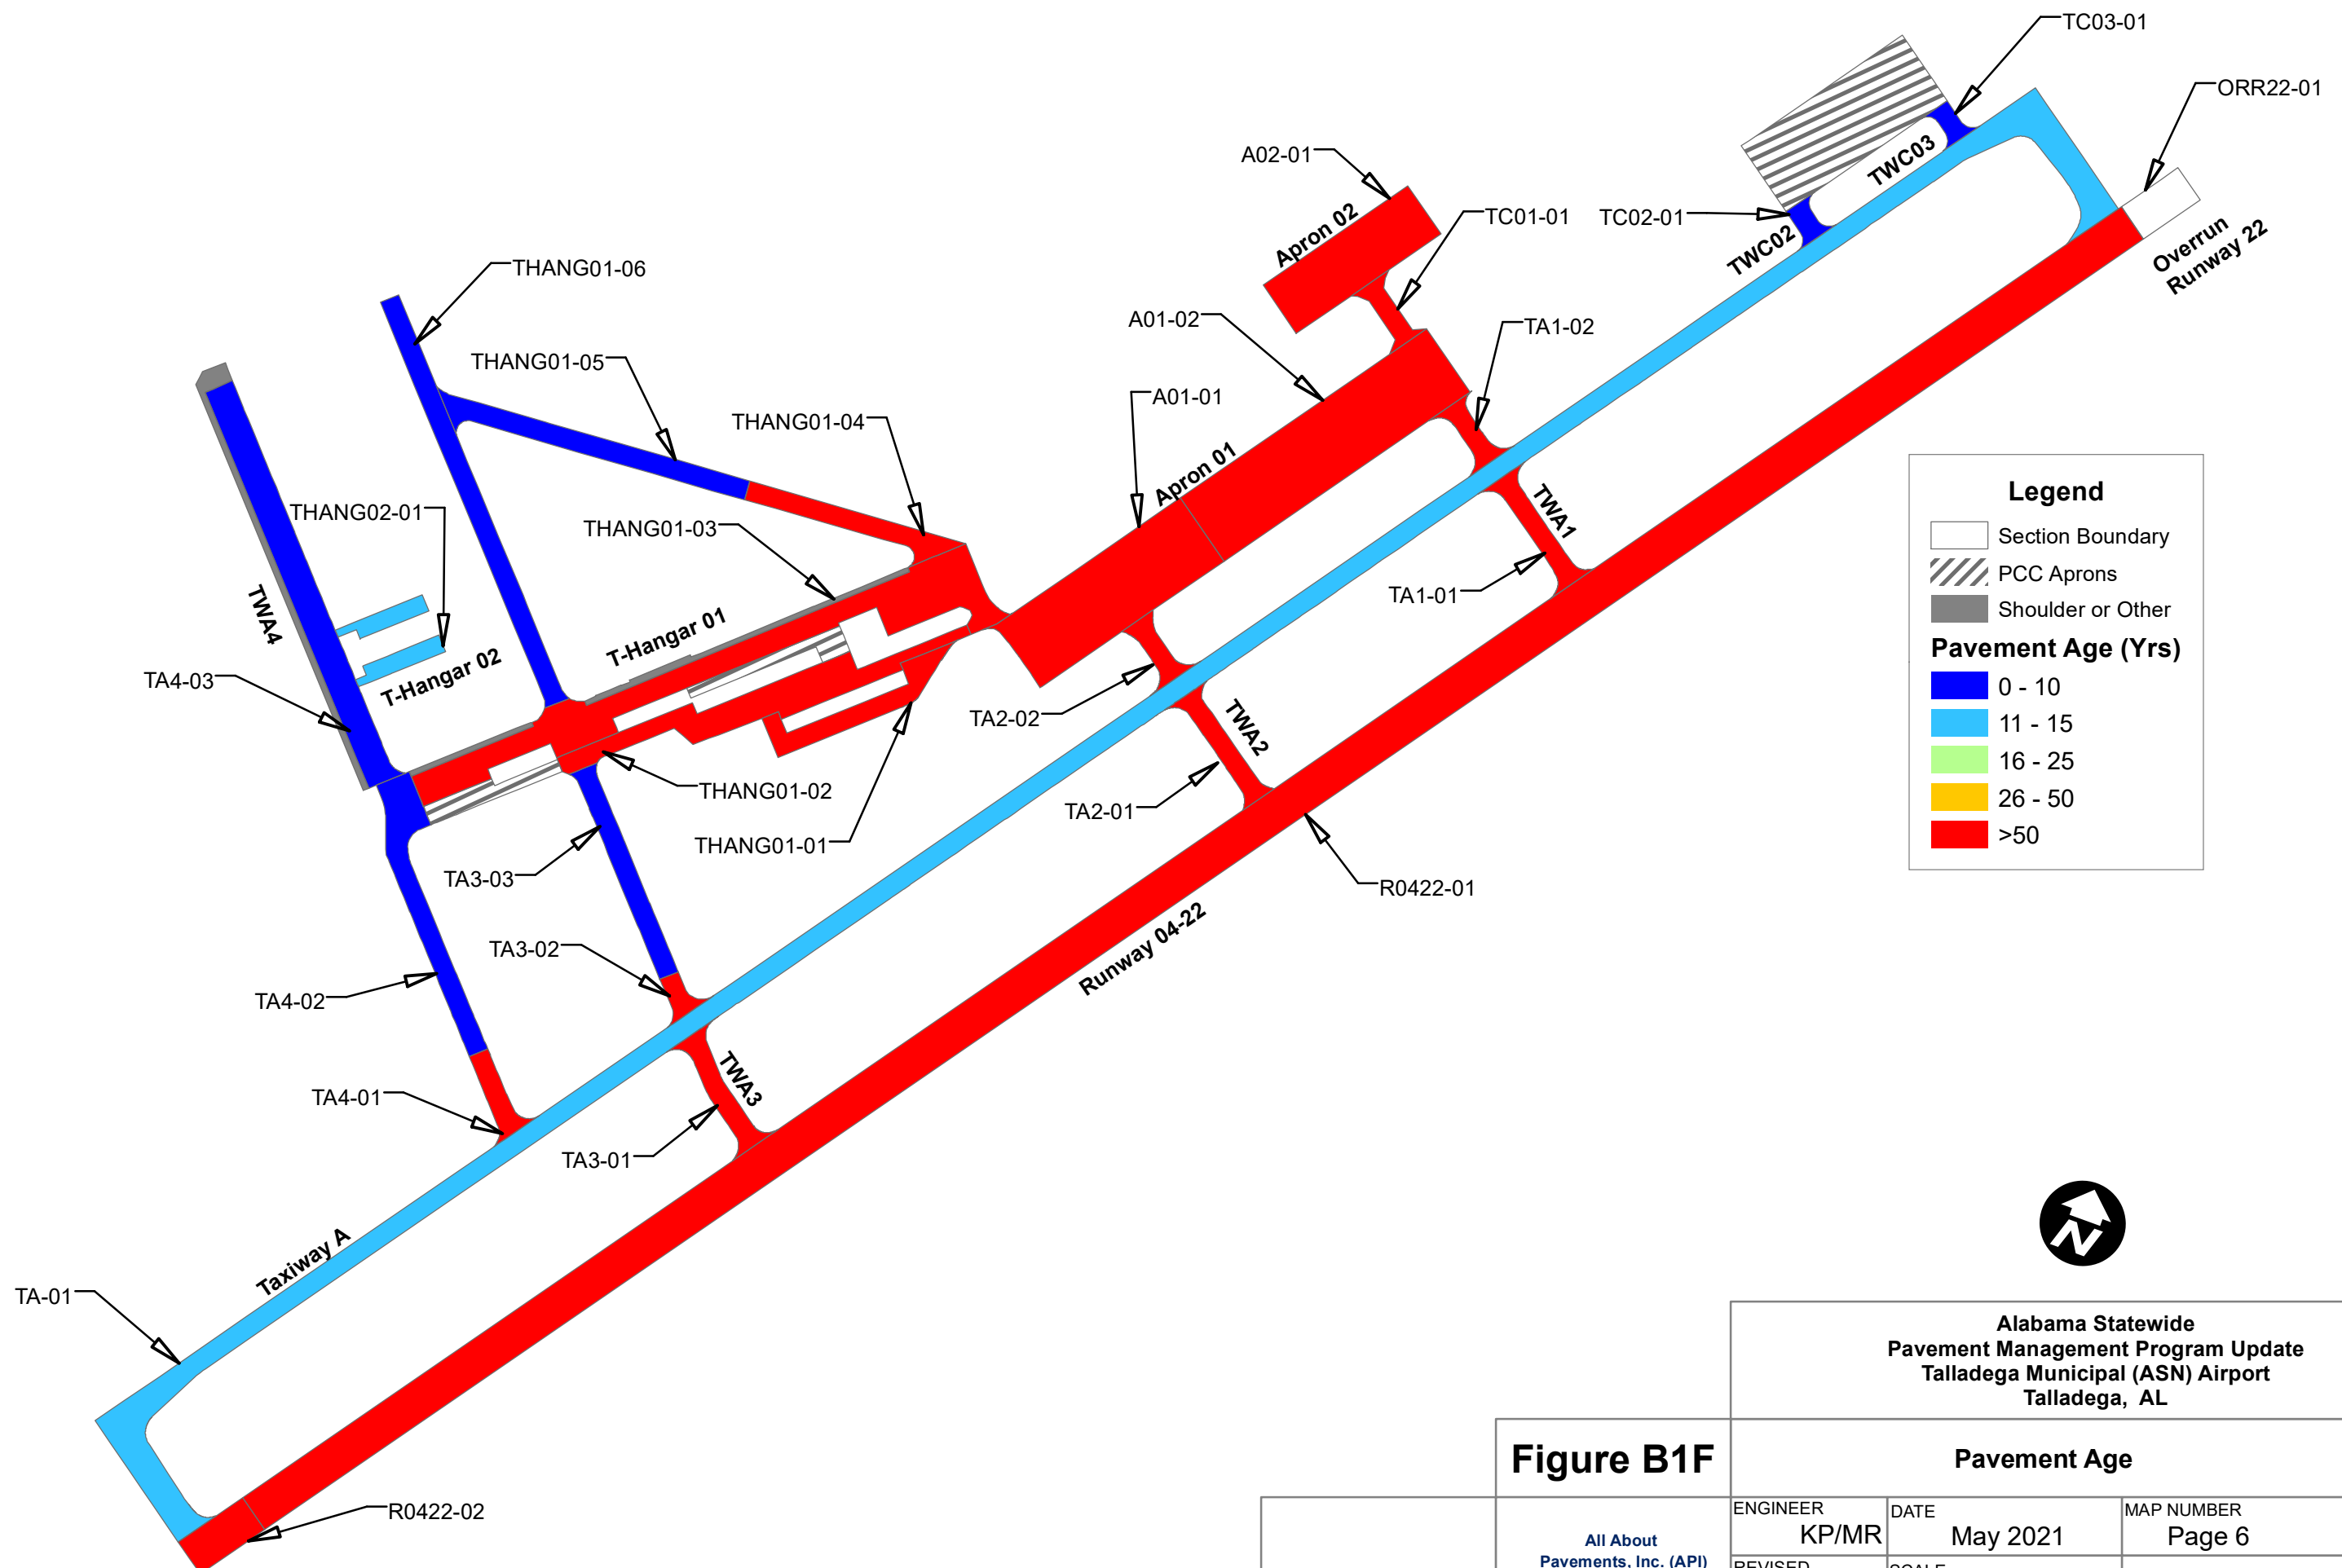 TC03-01
ORR22-01
A02-01
TWC03
Apron 02
TC01-01
TC02-01
TWC02
Overrun
Runway 22
THANG01-06
A01-02
TA1-02
THANG01-05
A01-01
THANG01-04
Apron 01
Legend
Section Boundary
PCC Aprons
Shoulder or Other
Pavement Age (Yrs)
0 - 10
11 - 15
16 - 25
26 - 50
>50
THANG02-01
THANG01-03
TWA1
TA1-01
TWA4
T-Hangar 01
T-Hangar 02
TA4-03
TA2-02
TWA2
THANG01-02
TA2-01
THANG01-01
TA3-03
R0422-01
Runway 04-22
TA3-02
TA4-02
TWA3
TA4-01
TA3-01
Taxiway A
TA-01
R0422-02
N
Alabama Statewide
Pavement Management Program Update
Talladega Municipal (ASN) Airport
Talladega, AL
Figure B1F
Pavement Age
ENGINEER
KP/MR
DATE
May 2021
MAP NUMBER
Page 6
All About
Pavements, Inc. (API)
REVISED
SCALE